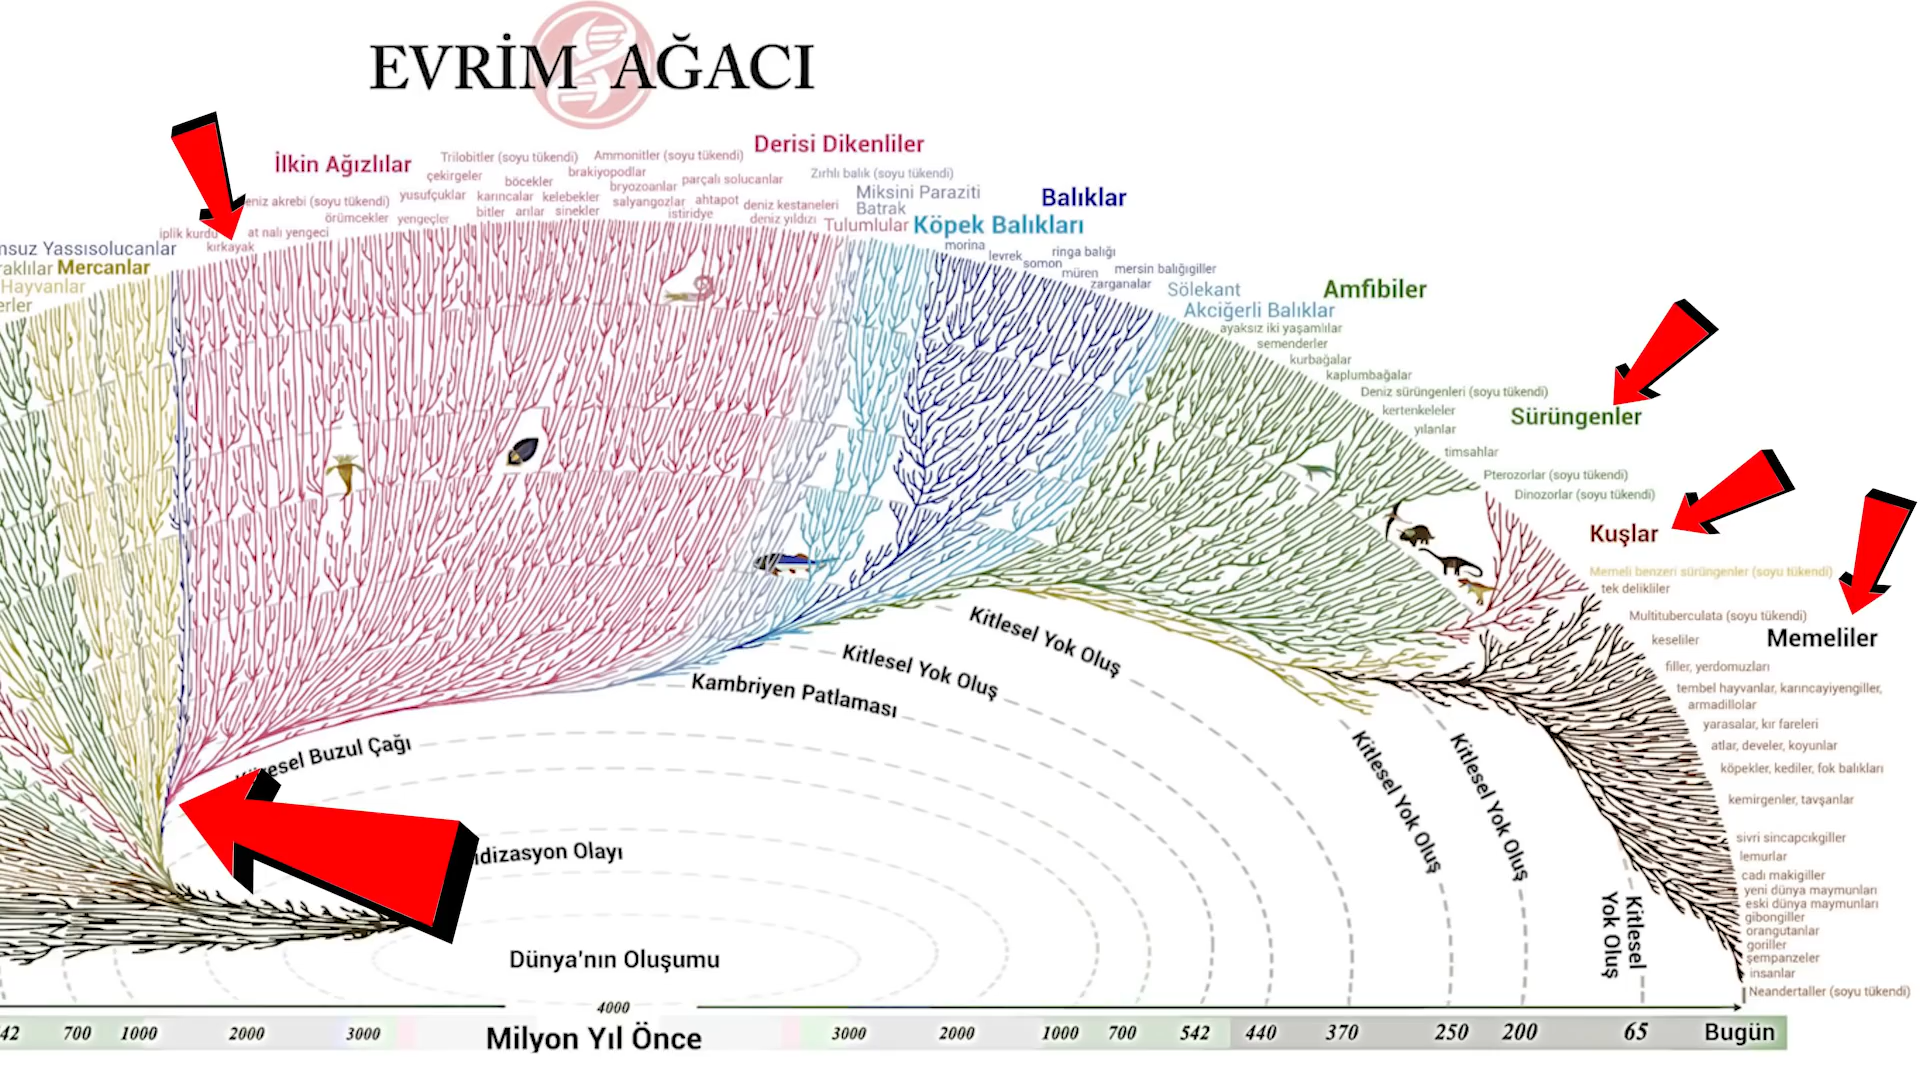 EVRİM AĞACI
İlkin Ağızlılar
Trilobitler (soyu tükendi)
Ammonitler (soyu tükendi)
Derisi Dikenliler
çekirgeler
böcekler
brakiyopodlar
bryozoanlar
parçalı solucanlar
Zırhlı balık (soyu tükendi)
eniz akrebi (soyu tükendi)
yusufçuklar
karıncalar
kelebekler
salyangozlar
ahtapot
deniz kestaneleri
Miksini Paraziti
Batrak
Balıklar
örümcekler
yengeçler
bitler
arılar
sinekler
istiridye
deniz yıldızı
Tulumlular
Köpek Balıkları
iplik kurdu
at nalı yengeci
kırkayak
msuz Yassısolucanlar
raklılar
Mercanlar
Hayvanlar
erler
morina
levrek
somon
ringa balığı
müren
mersin balığıgiller
zarganalar
Sölekant
Akciğerli Balıklar
Amfibiler
ayaksız iki yaşamlılar
semenderler
kurbağalar
kaplumbağalar
Deniz sürüngenleri (soyu tükendi)
kertenkeleler
Sürüngenler
yılanlar
timsahlar
Pterozorlar (soyu tükendi)
Dinozorlar (soyu tükendi)
Kuşlar
Memeli benzeri sürüngenler (soyu tükendi)
tek delikliler
Multituberculata (soyu tükendi)
keseliler
Memeliler
filler, yerdomuzları
tembel hayvanlar, karıncayiyengiller,
armadillolar
yarasalar, kır fareleri
atlar, develer, koyunlar
köpekler, kediler, fok balıkları
kemirgenler, tavşanlar
sivri sincapcıkgiller
lemurlar
cadı makigiller
yeni dünya maymunları
eski dünya maymunları
gibongiller
orangutanlar
goriller
şempanzeler
insanlar
Neandertaller (soyu tükendi)
Kitlesel Yok Oluş
Kitlesel Yok Oluş
Kambriyen Patlaması
Kitlesel Yok Oluş
Kitlesel Yok Oluş
Kitlesel
Yok Oluş
esel Buzul Çağı
idizasyon Olayı
Dünya'nın Oluşumu
4000
42 700 1000 2000 3000 Milyon Yıl Önce 3000 2000 1000 700 542 440 370 250 200 65 Bugün